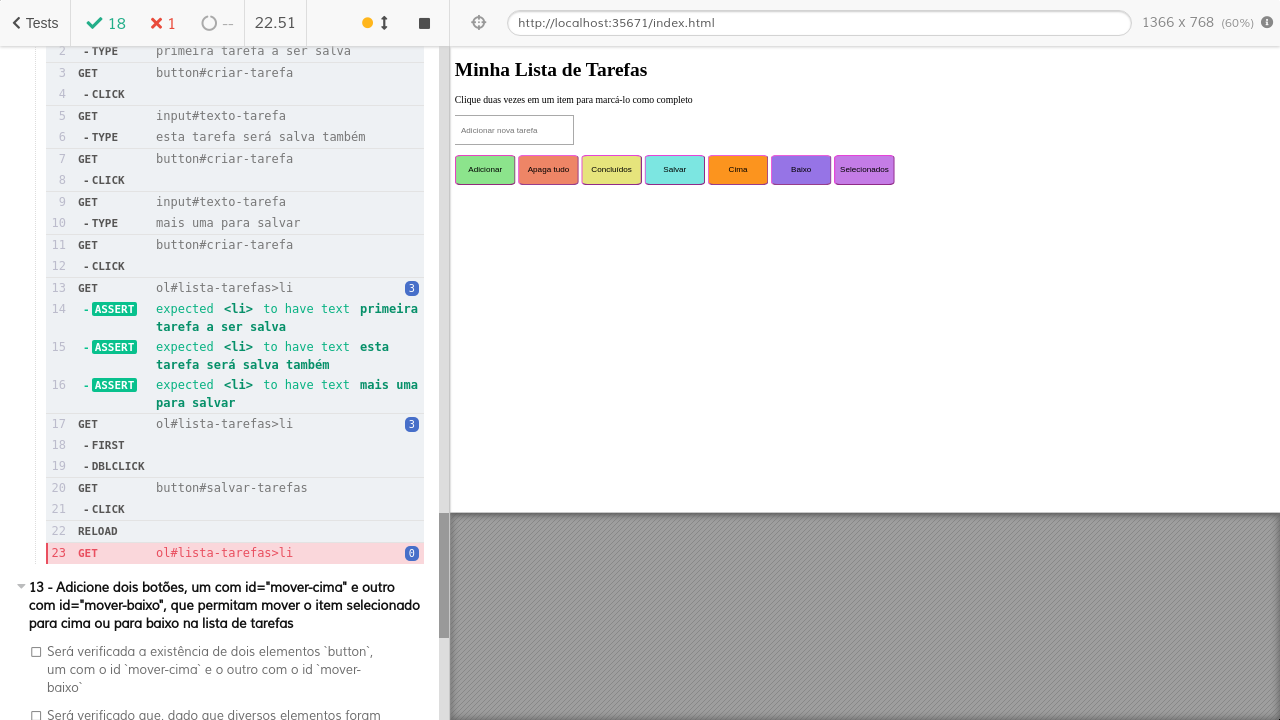 Tests
18
1
--
22.51
http://localhost:35671/index.html
1366 x 768 (60%)
2 - TYPE primeira tarefa a ser salva
3 GET button#criar-tarefa
4 - CLICK
5 GET input#texto-tarefa
6 - TYPE esta tarefa será salva também
7 GET button#criar-tarefa
8 - CLICK
9 GET input#texto-tarefa
10 - TYPE mais uma para salvar
11 GET button#criar-tarefa
12 - CLICK
13 GET ol#lista-tarefas>li 3
14 - ASSERT expected <li> to have text primeira
tarefa a ser salva
15 - ASSERT expected <li> to have text esta
tarefa será salva também
16 - ASSERT expected <li> to have text mais uma
para salvar
17 GET ol#lista-tarefas>li 3
18 - FIRST
19 - DBLCLICK
20 GET button#salvar-tarefas
21 - CLICK
22 RELOAD
23 GET ol#lista-tarefas>li 0
13 - Adicione dois botões, um com id="mover-cima" e outro
com id="mover-baixo", que permitam mover o item selecionado
para cima ou para baixo na lista de tarefas
Será verificada a existência de dois elementos `button`,
um com o id `mover-cima` e o outro com o id `mover-
baixo`
Será verificado que, dado que diversos elementos foram
Minha Lista de Tarefas
Clique duas vezes em um item para marcá-lo como completo
Adicionar nova tarefa
Adicionar Apaga tudo Concluídos Salvar Cima Baixo Selecionados